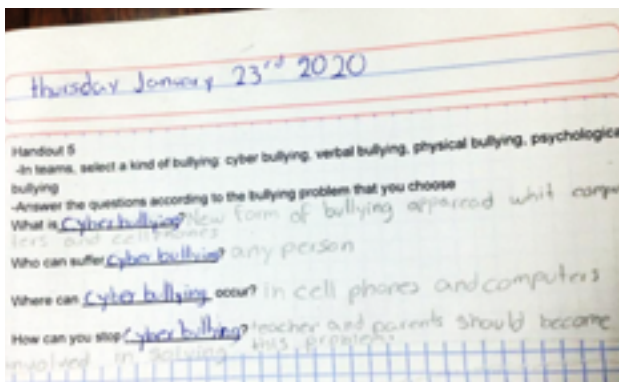 Thursday January 23rd 2020
Handout 5
-In teams, select a kind of bullying: cyber bullying, verbal bullying, physical bullying, psychologica
bullying
-Answer the questions according to the bullying problem that you choose
What is Cyber bullying? New form of bullying apparead whit compu
ters and cellphones
Who can suffer cyber bullying? any person
Where can cyber bullying occur? in cell phones and computers
How can you stop cyber bullying? teacher and parents should become
involved in solving this problem.